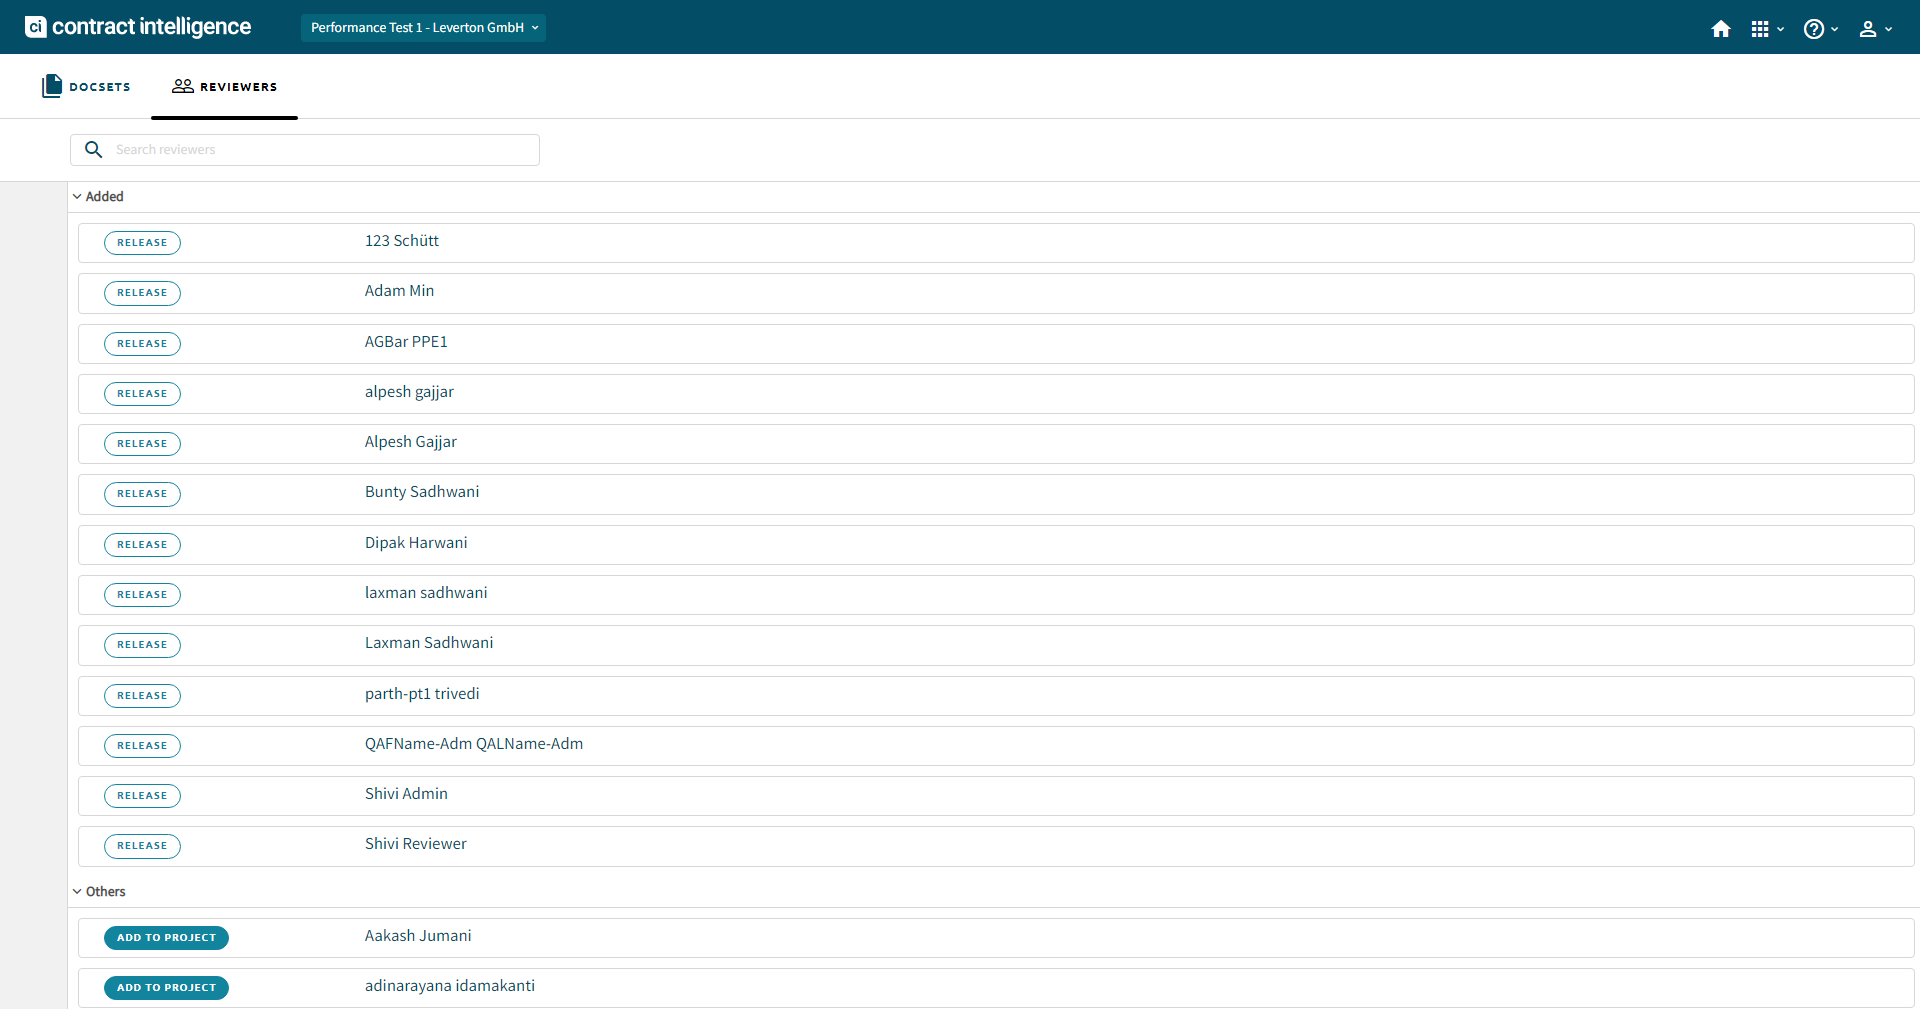 ci contract intelligence
Performance Test 1 - Leverton GmbH
DOCSETS
REVIEWERS
Search reviewers
Added
RELEASE 123 Schütt
RELEASE Adam Min
RELEASE AGBar PPE1
RELEASE alpesh gajjar
RELEASE Alpesh Gajjar
RELEASE Bunty Sadhwani
RELEASE Dipak Harwani
RELEASE laxman sadhwani
RELEASE Laxman Sadhwani
RELEASE parth-pt1 trivedi
RELEASE QAFName-Adm QALName-Adm
RELEASE Shivi Admin
RELEASE Shivi Reviewer
Others
ADD TO PROJECT Aakash Jumani
ADD TO PROJECT adinarayana idamakanti